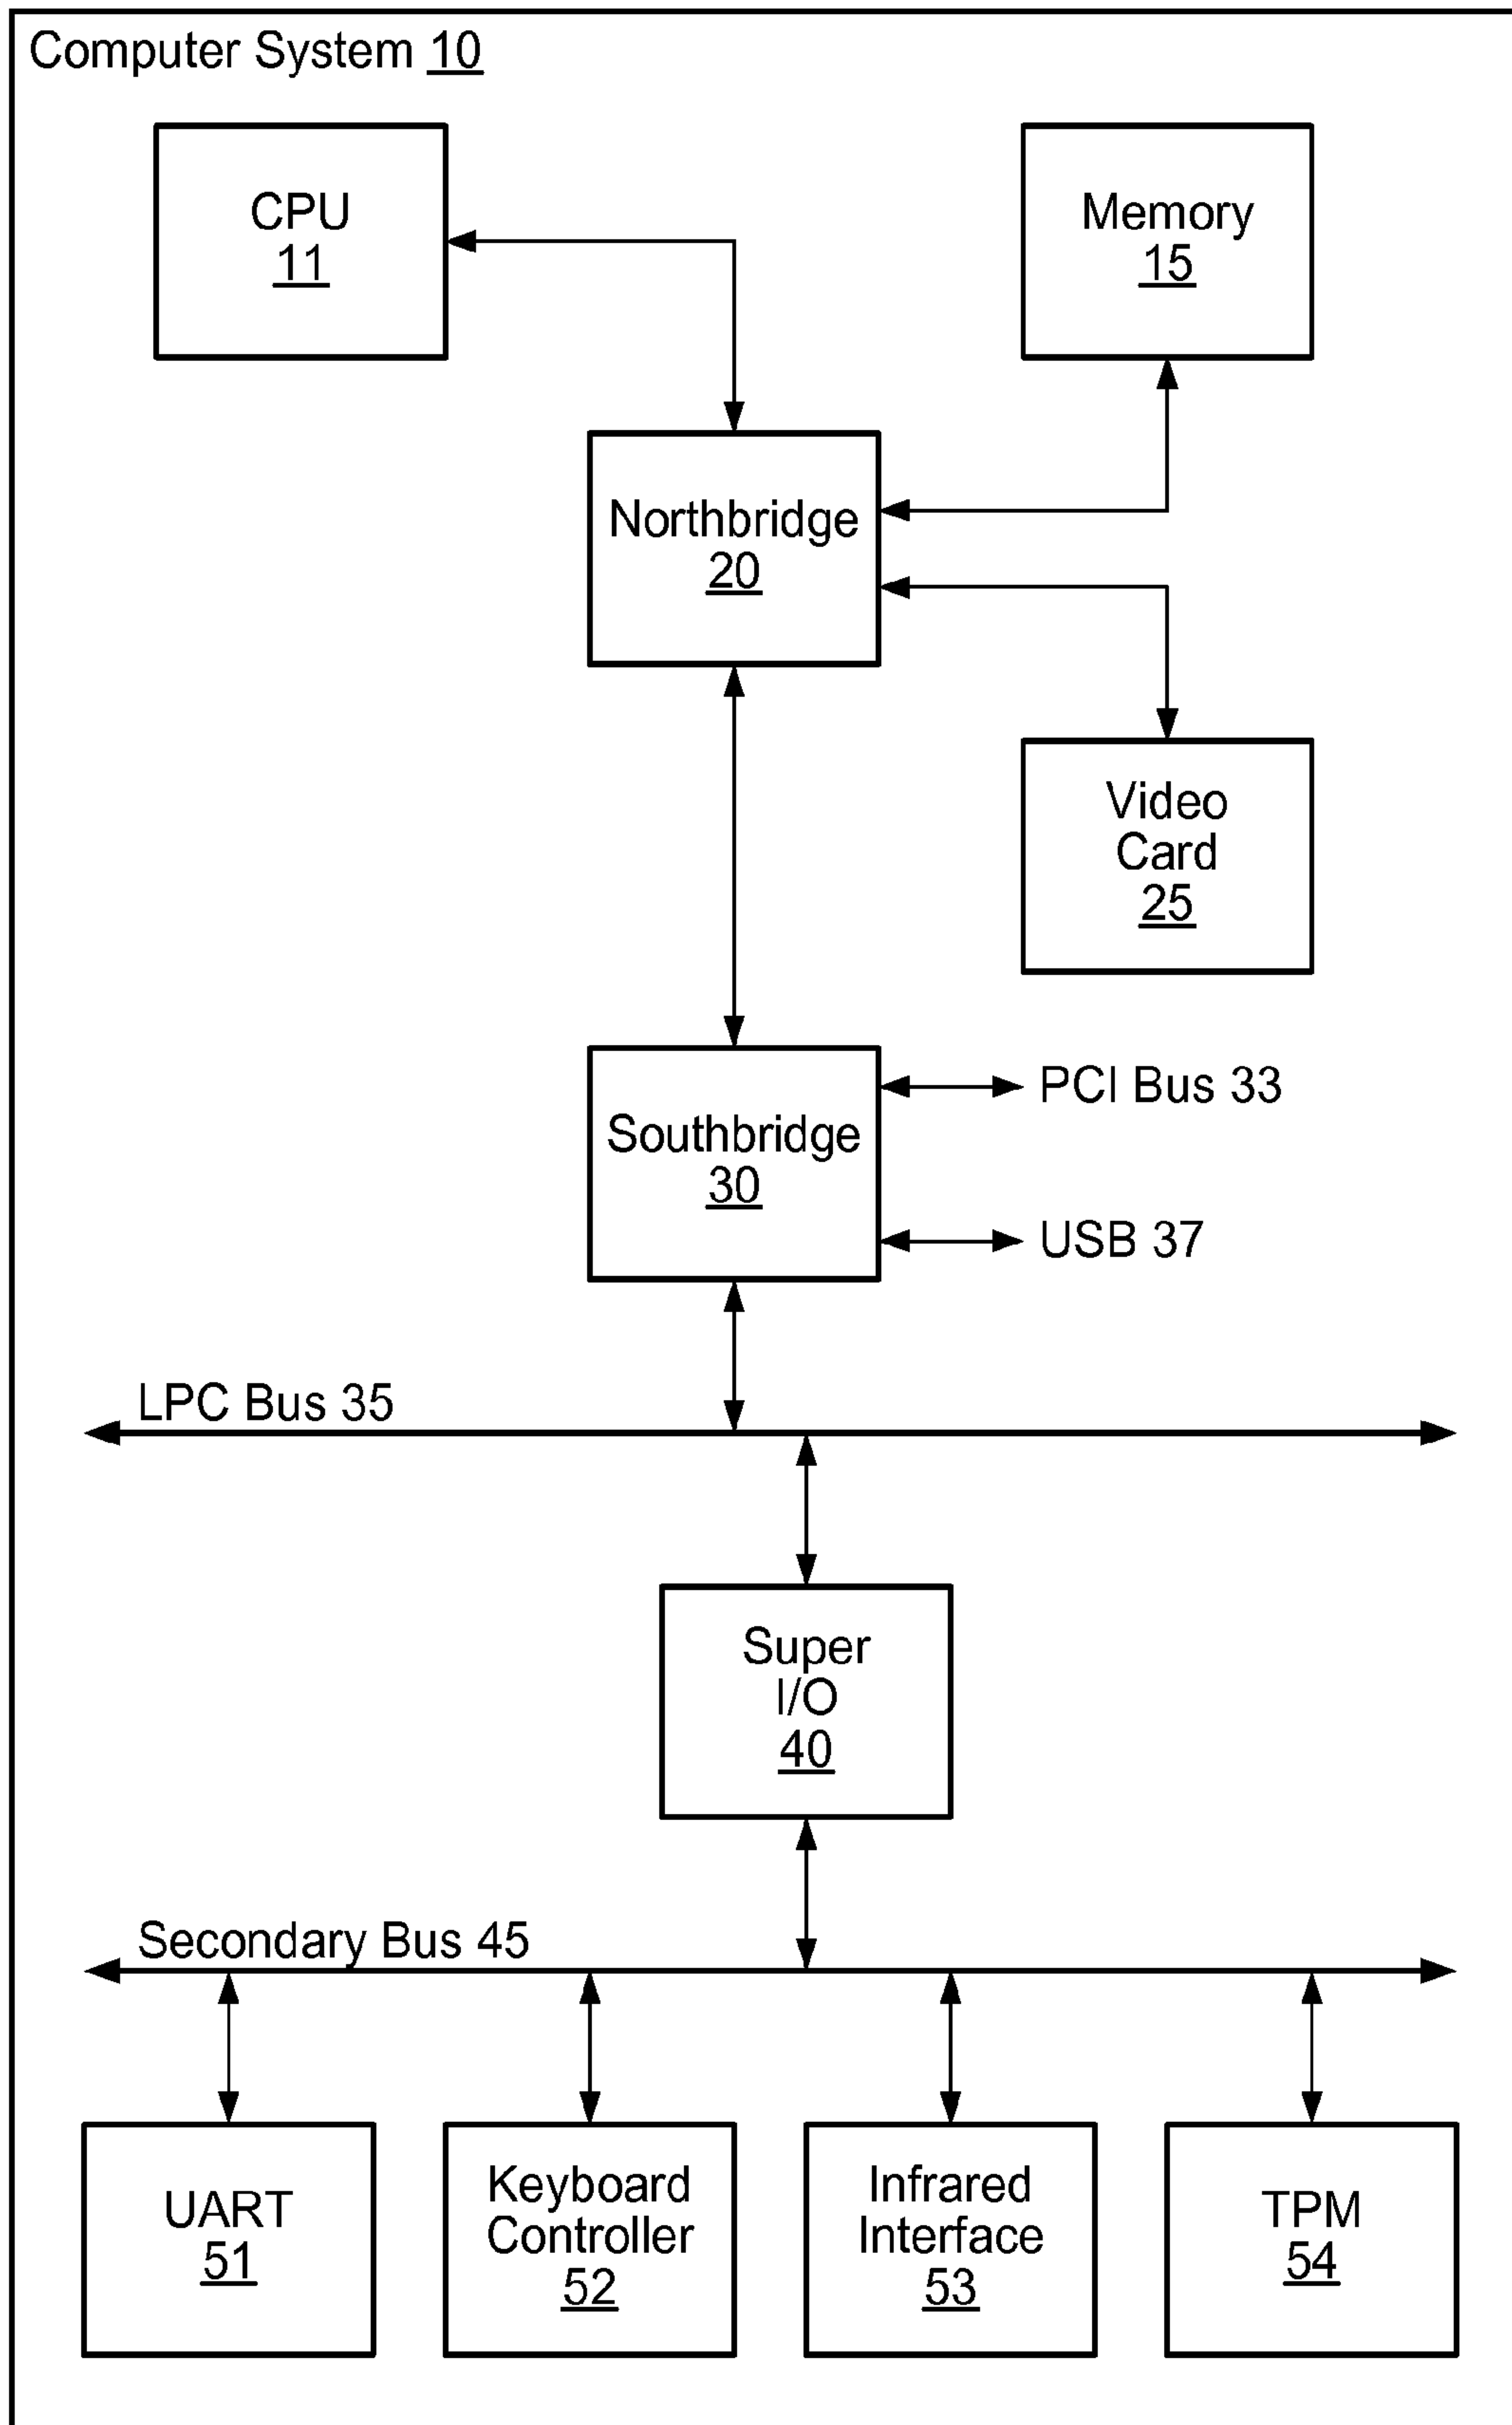 Computer System 10
CPU
11
Memory
15
Northbridge
20
Video
Card
25
Southbridge
30
PCI Bus 33
USB 37
LPC Bus 35
Super
I/O
40
Secondary Bus 45
UART
51
Keyboard
Controller
52
Infrared
Interface
53
TPM
54